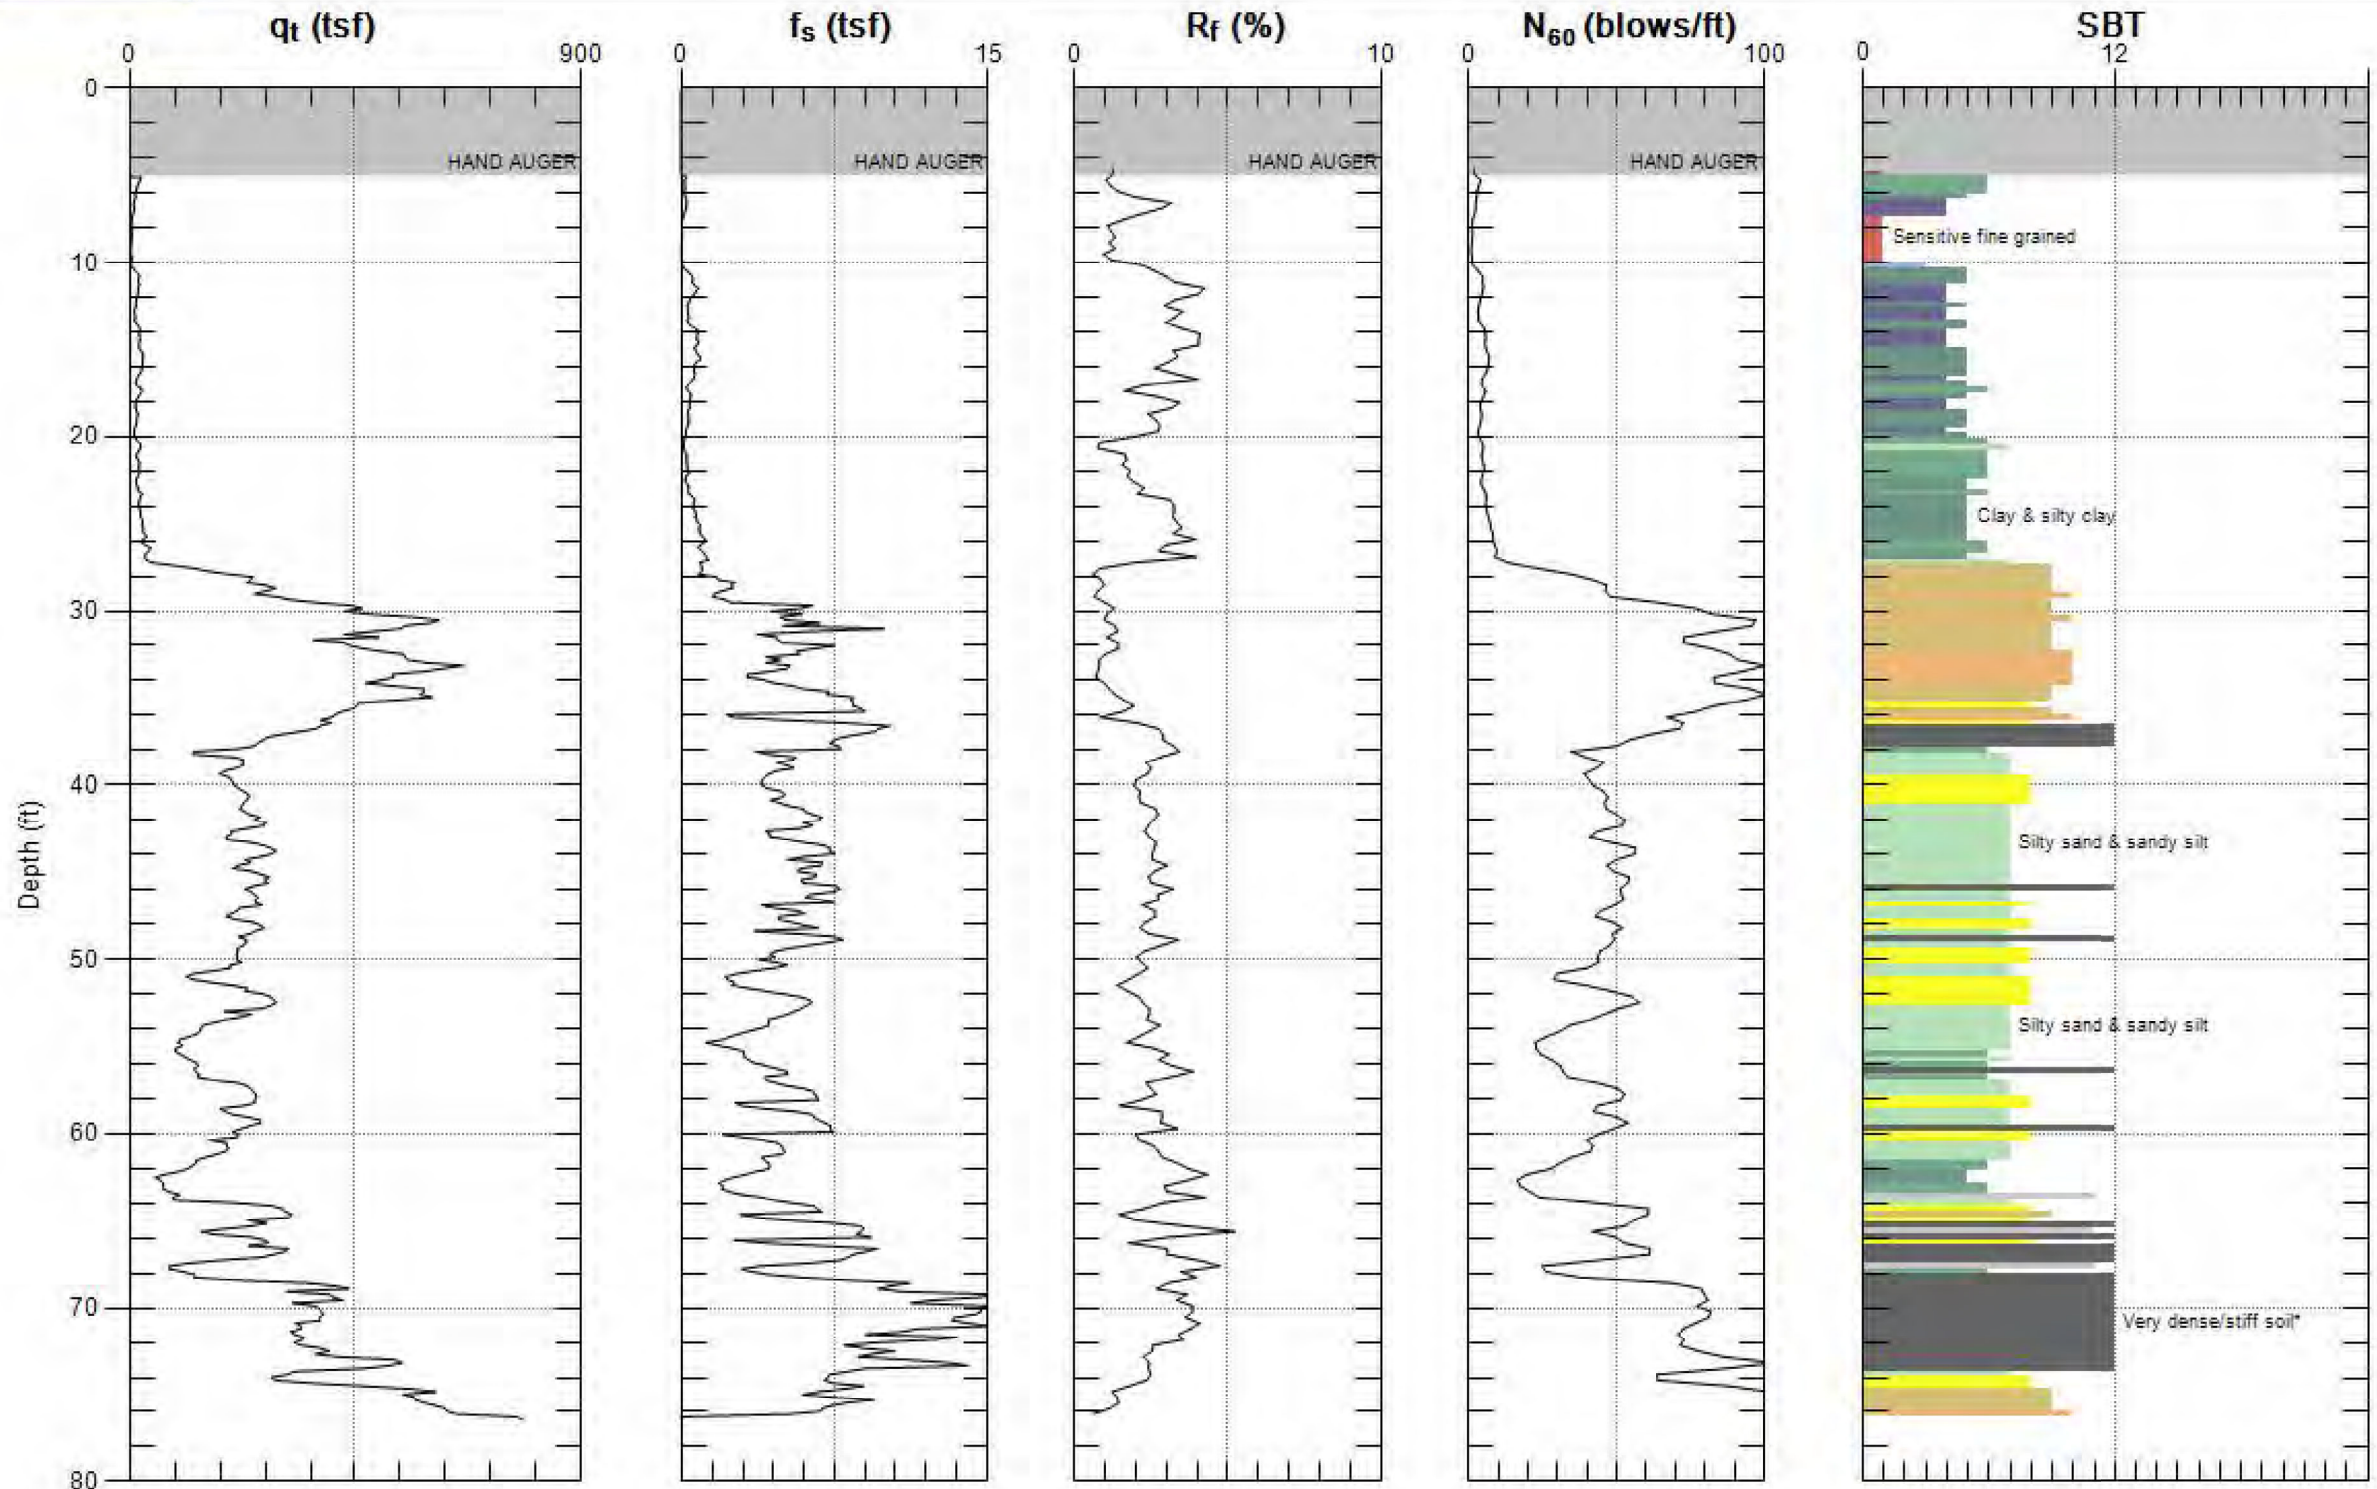 qt (tsf) fs (tsf) Rf (%) N60 (blows/ft) SBT
0 900 0 15 0 10 0 100 0 12
0
HAND AUGER HAND AUGER HAND AUGER HAND AUGER
Sensitive fine grained
10
20
Clay & silty clay
30
40
Silty sand & sandy silt
Depth (ft)
50
Silty sand & sandy silt
60
70
Very dense/stiff soil*
80